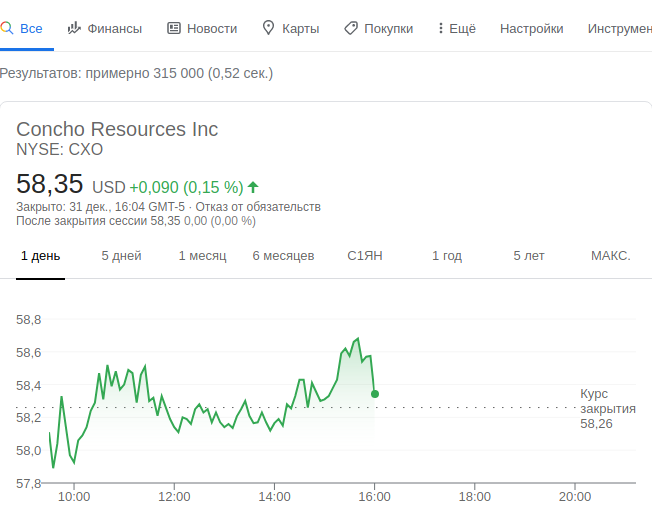 Все Финансы Новости Карты Покупки Ещё Настройки Инструмен
Результатов: примерно 315 000 (0,52 сек.)
Concho Resources Inc
NYSE: CXO
58,35 USD +0,090 (0,15 %)
Закрыто: 31 дек., 16:04 GMT-5 · Отказ от обязательств
После закрытия сессии 58,35 0,00 (0,00 %)
1 день 5 дней 1 месяц 6 месяцев С1ЯН 1 год 5 лет МАКС.
58,8
58,6
58,4
58,2
58,0
57,8
Курс
закрытия
58,26
10:00 12:00 14:00 16:00 18:00 20:00